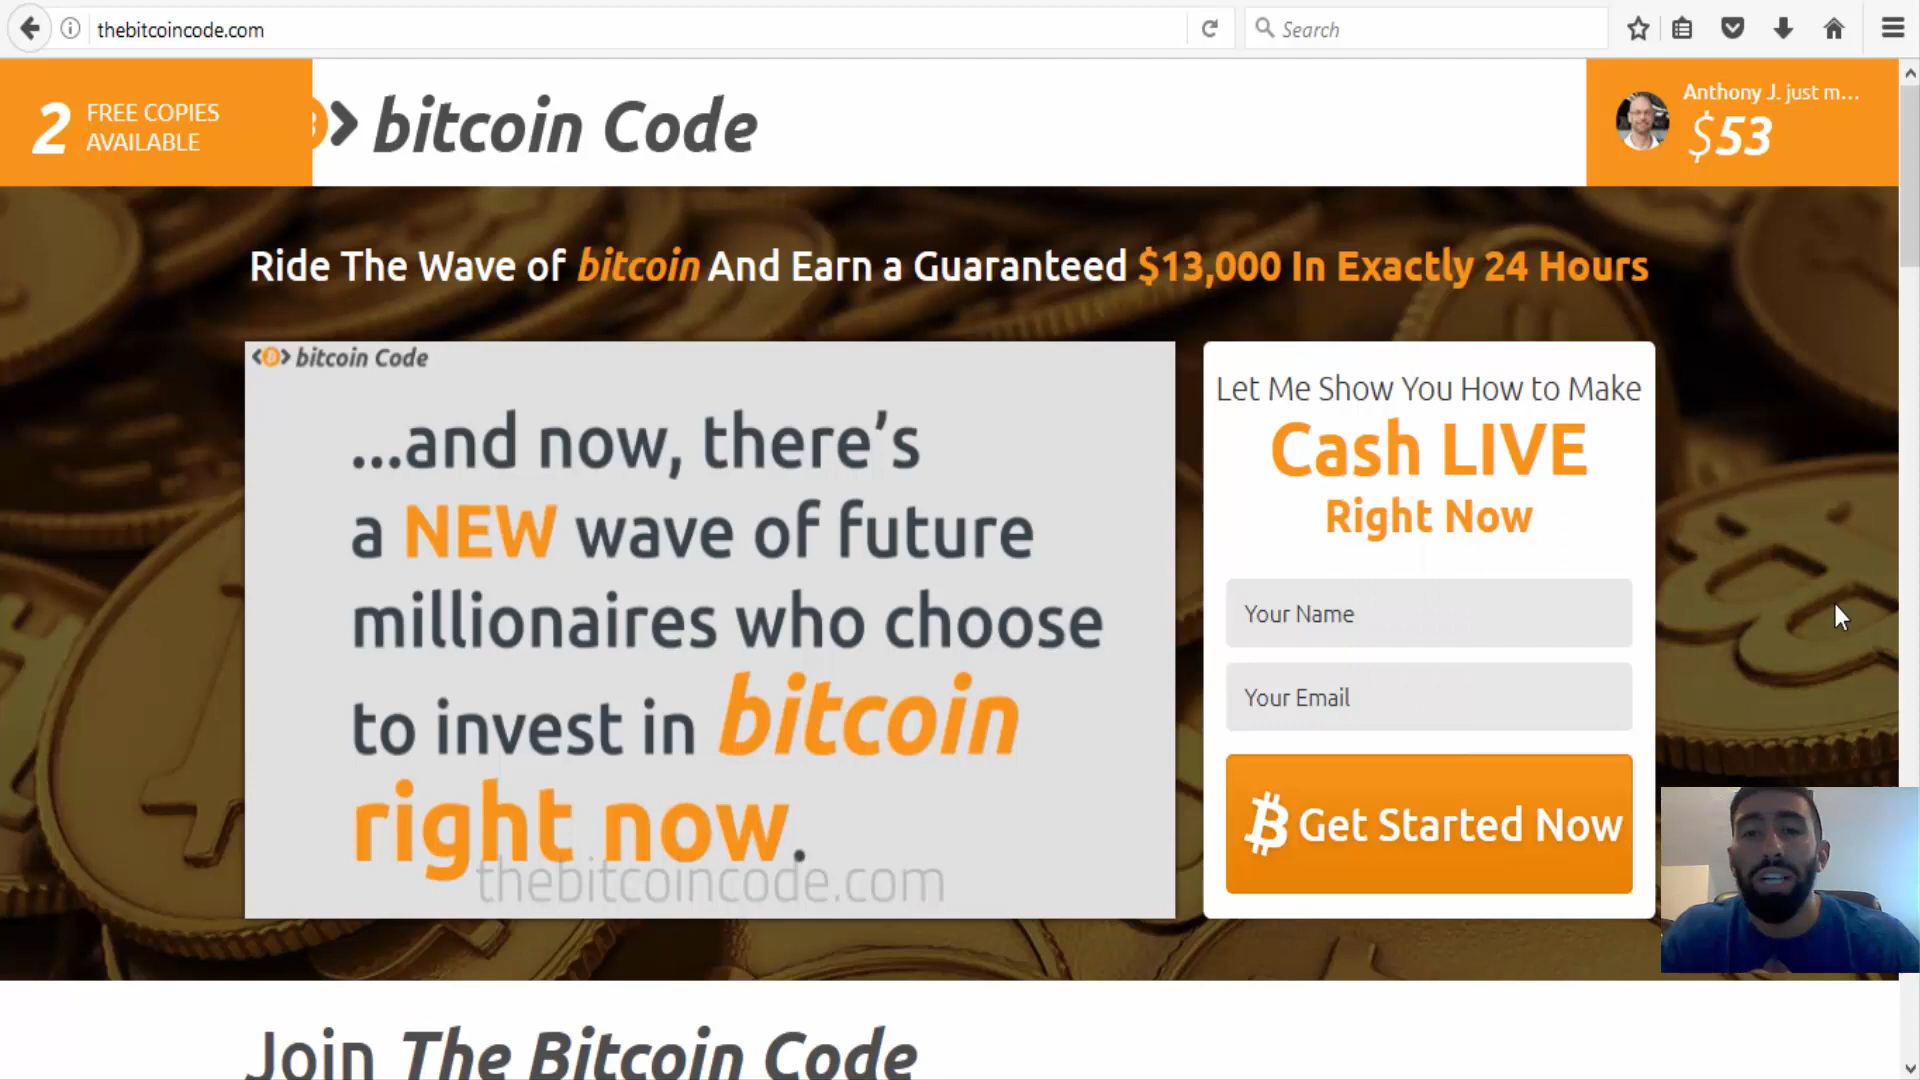 thebitcoincode.com
Search
2 FREE COPIES
AVAILABLE
bitcoin Code
Anthony J. just m...
$53
Ride The Wave of bitcoin And Earn a Guaranteed $13,000 In Exactly 24 Hours
bitcoin Code
...and now, there's
a NEW wave of future
millionaires who choose
to invest in bitcoin
right now.
thebitcoincode.com
Let Me Show You How to Make
Cash LIVE
Right Now
Your Name
Your Email
Get Started Now
Join The Bitcoin Code